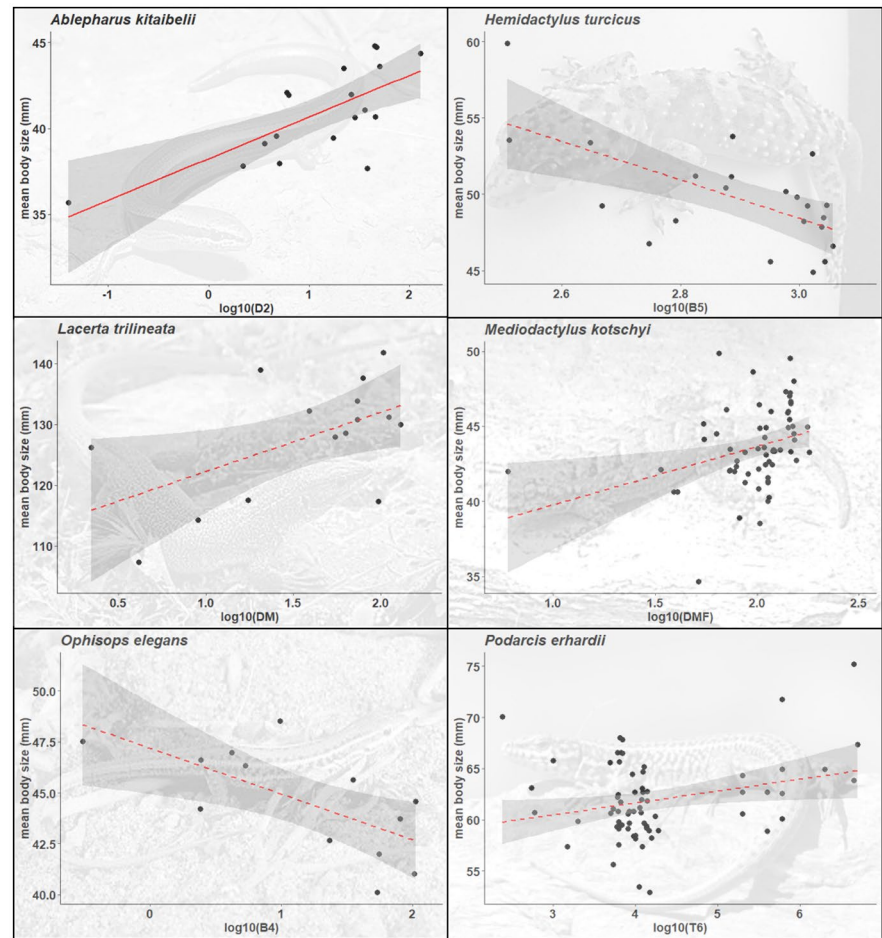 Ablepharus kitaibelii
mean body size (mm)
45
40
35
-1 0 1 2
log10(D2)
Hemidactylus turcicus
mean body size (mm)
60
55
50
45
2.6 2.8 3.0
log10(B5)
Lacerta trilineata
mean body size (mm)
140
130
120
110
0.5 1.0 1.5 2.0
log10(DM)
Mediodactylus kotschyi
mean body size (mm)
50
45
40
35
1.0 1.5 2.0 2.5
log10(DMF)
Ophisops elegans
mean body size (mm)
50.0
47.5
45.0
42.5
40.0
0 1 2
log10(B4)
Podarcis erhardii
mean body size (mm)
75
70
65
60
55
3 4 5 6
log10(T6)